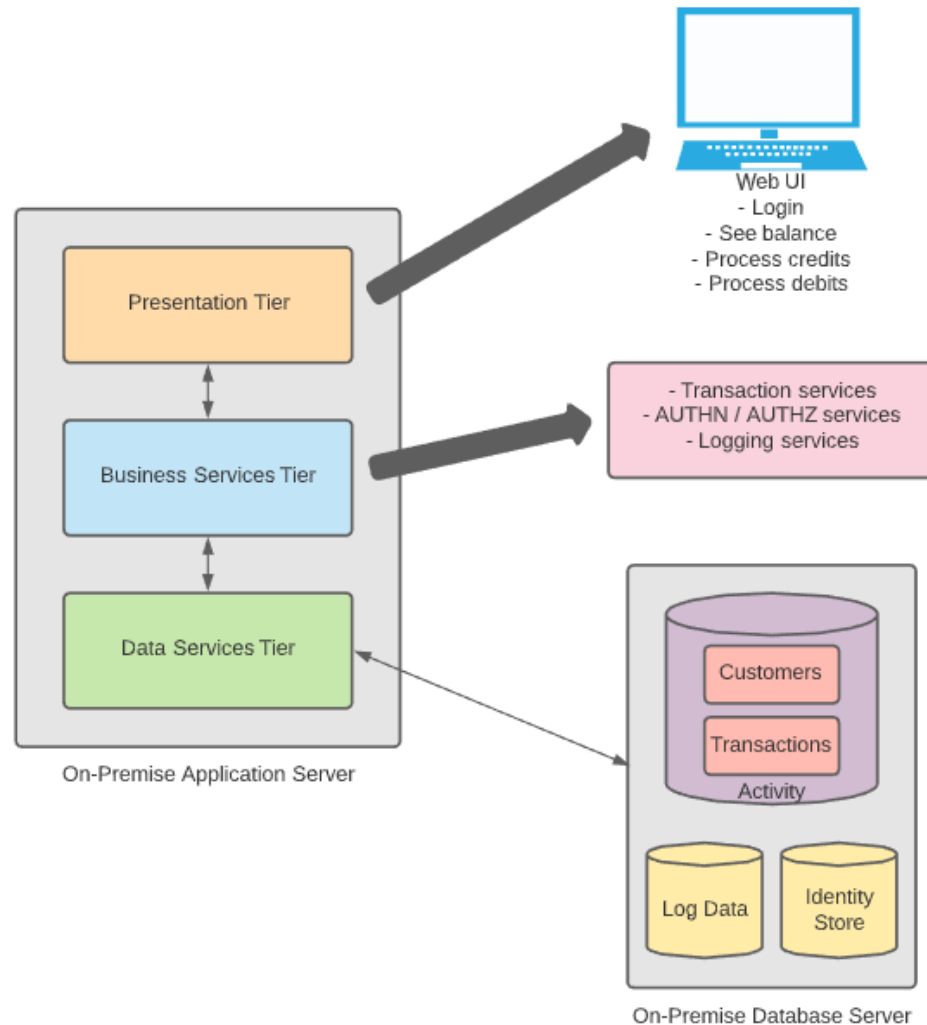 Web UI
- Login
- See balance
- Process credits
- Process debits
Presentation Tier
- Transaction services
- AUTHN / AUTHZ services
- Logging services
Business Services Tier
Data Services Tier
On-Premise Application Server
Customers
Transactions
Activity
Log Data
Identity
Store
On-Premise Database Server